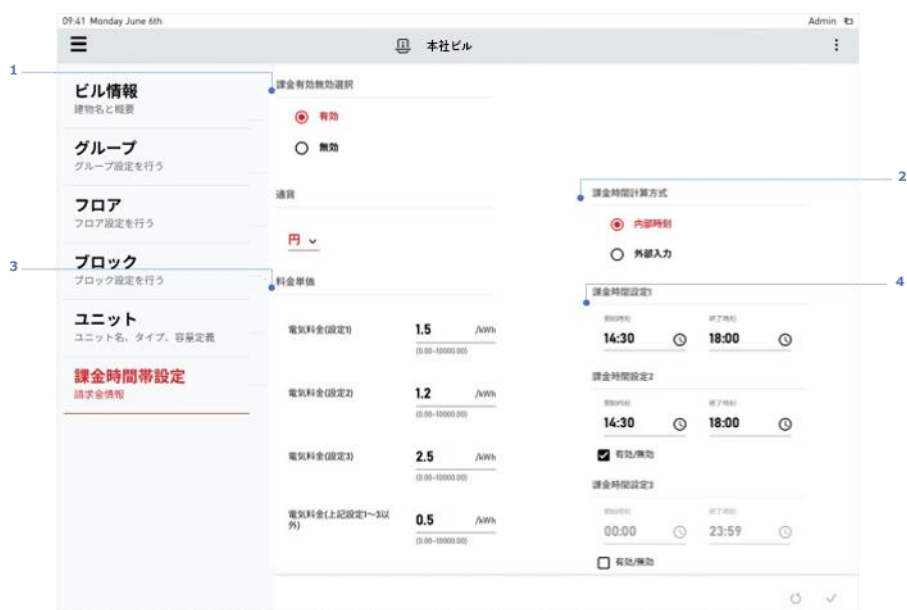 09:41 Monday June 6th
Admin
本社ビル
1
ビル情報
建物名と概要
グループ
グループ設定を行う
フロア
フロア設定を行う
3
ブロック
ブロック設定を行う
ユニット
ユニット名、タイプ、容量定義
課金時間帯設定
請求金情報
課金有効無効選択
有効
無効
通貨
円
料金単価
電気料金(設定1)
1.5 /kWh
(0.00-10000.00)
電気料金(設定2)
1.2 /kWh
(0.00-10000.00)
電気料金(設定3)
2.5 /kWh
(0.00-10000.00)
電気料金(上記設定1〜3以
外)
0.5 /kWh
(0.00-10000.00)
2
課金時間計算方式
内部時刻
外部入力
4
課金時間設定1
開始時刻 終了時刻
14:30 18:00
課金時間設定2
開始時刻 終了時刻
14:30 18:00
有効/無効
課金時間設定3
開始時刻 終了時刻
00:00 23:59
有効/無効